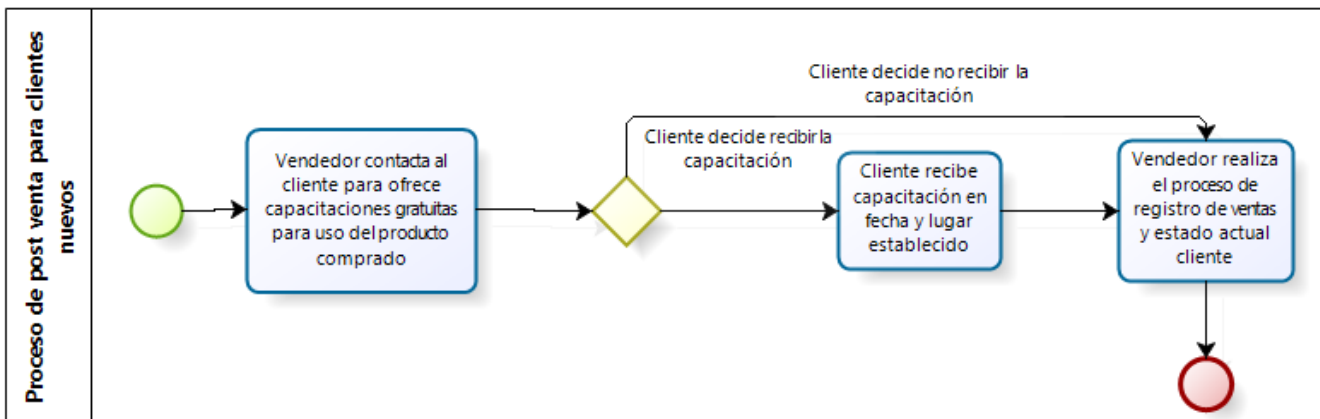 Proceso de post venta para clientes
nuevos
Vendedor contacta al
cliente para ofrece
capacitaciones gratuitas
para uso del producto
comprado
Cliente decide no recibir la
capacitación
Cliente decide recibir la
capacitación
Cliente recibe
capacitación en
fecha y lugar
establecido
Vendedor realiza
el proceso de
registro de ventas
y estado actual
cliente